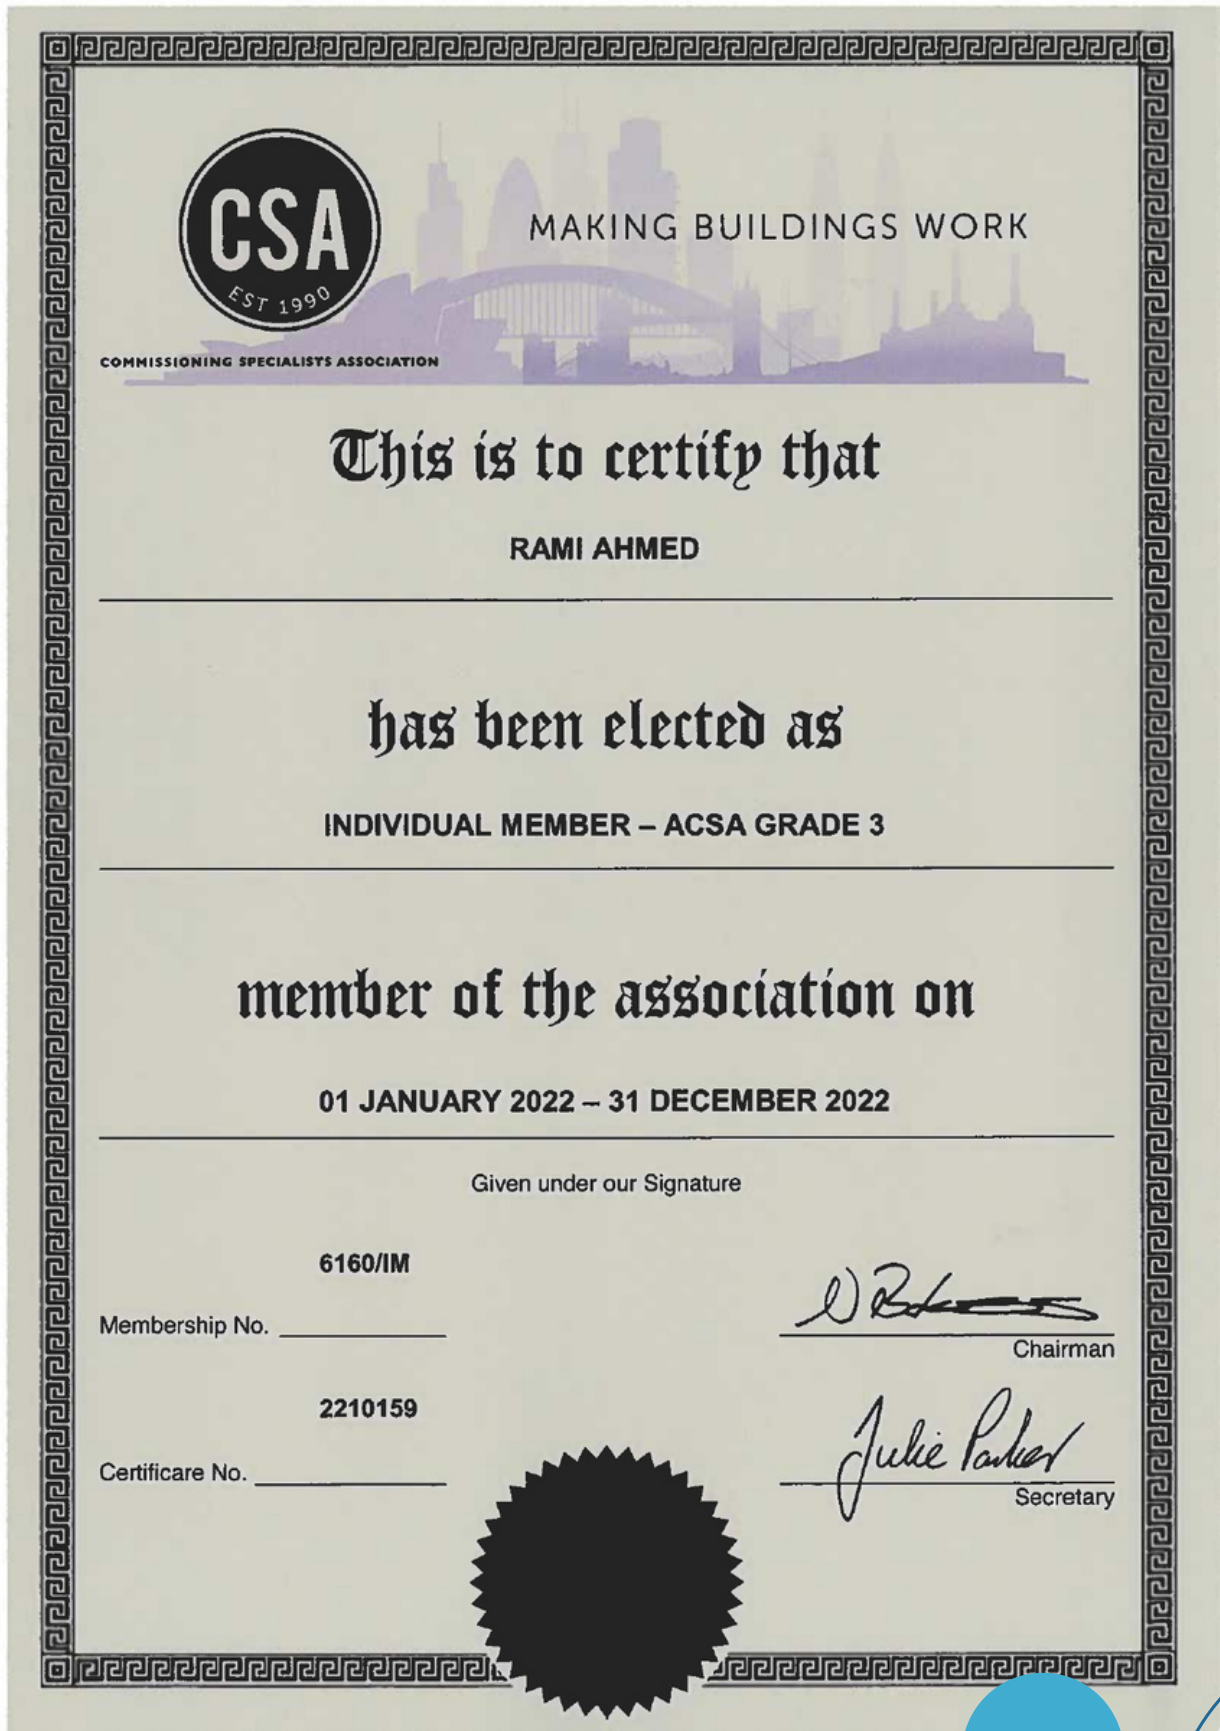 CSA
EST 1990
MAKING BUILDINGS WORK
COMMISSIONING SPECIALISTS ASSOCIATION
This is to certify that
RAMI AHMED
has been elected as
INDIVIDUAL MEMBER – ACSA GRADE 3
member of the association on
01 JANUARY 2022 – 31 DECEMBER 2022
Given under our Signature
6160/IM
Membership No.
Chairman
2210159
Certificare No.
Julie Parker
Secretary